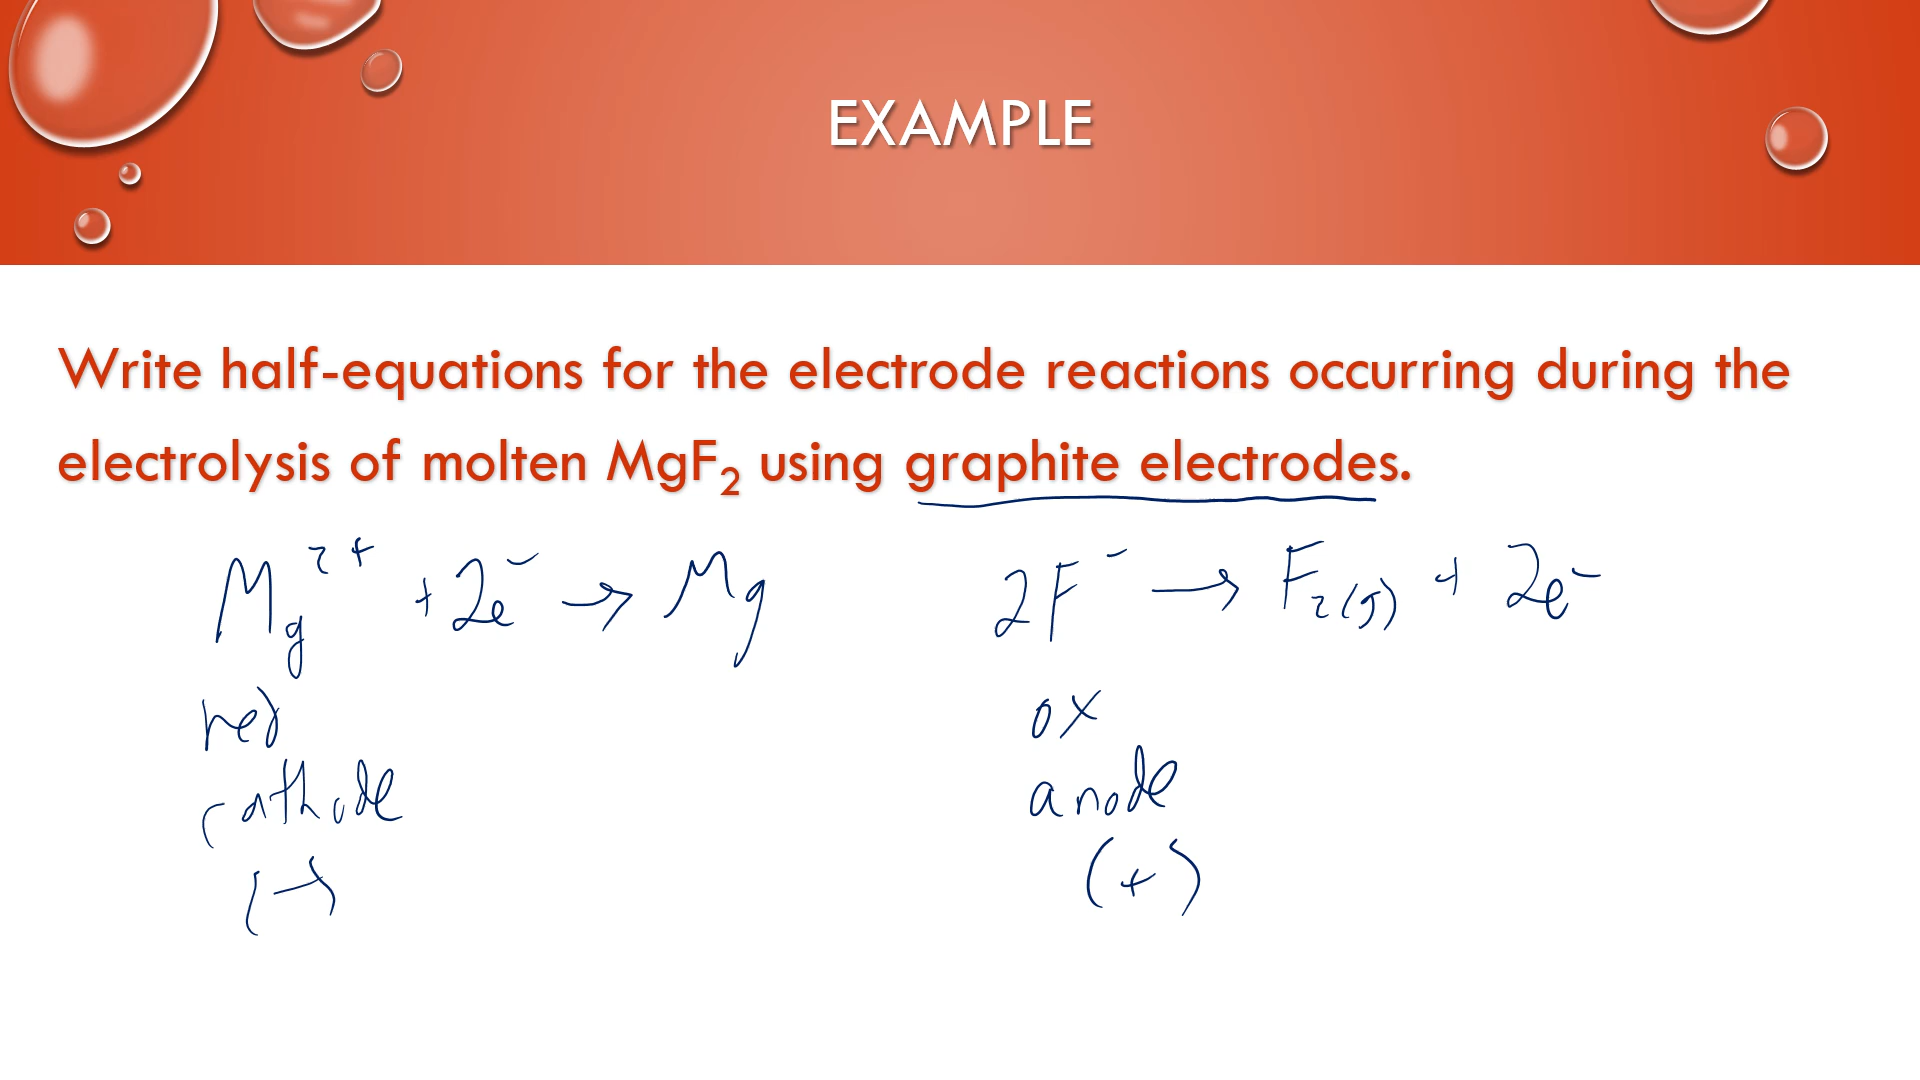 EXAMPLE
Write half-equations for the electrode reactions occurring during the
electrolysis of molten MgF₂ using graphite electrodes.
Mg²⁺ + 2e⁻ → Mg
2F⁻ → F₂(g) + 2e⁻
red
cathode
(-)
ox
anode
(+)